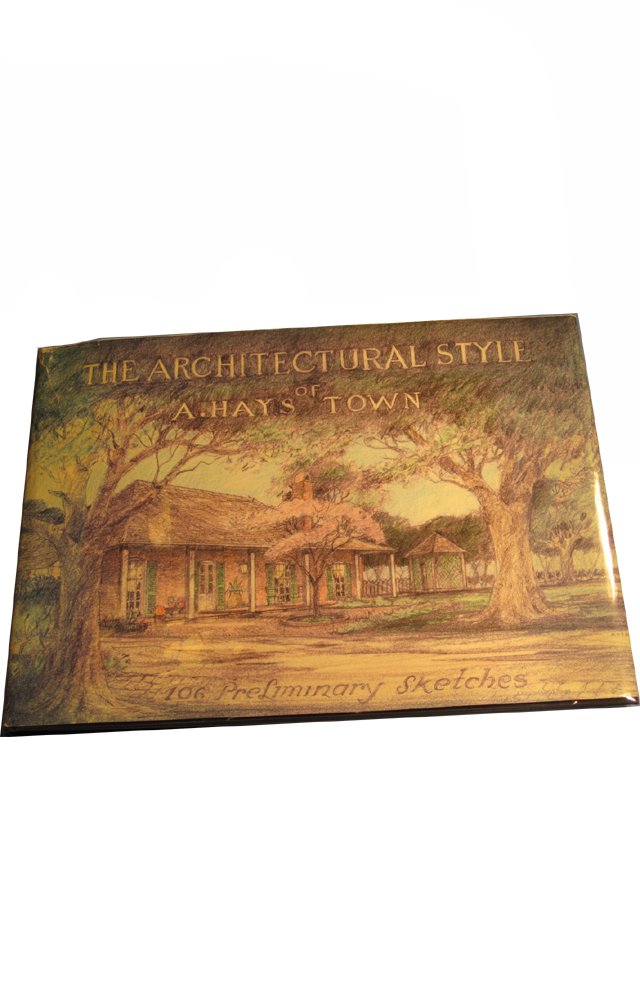 THE ARCHITECTURAL STYLE
OF
A. HAYS TOWN
106 Preliminary Sketches